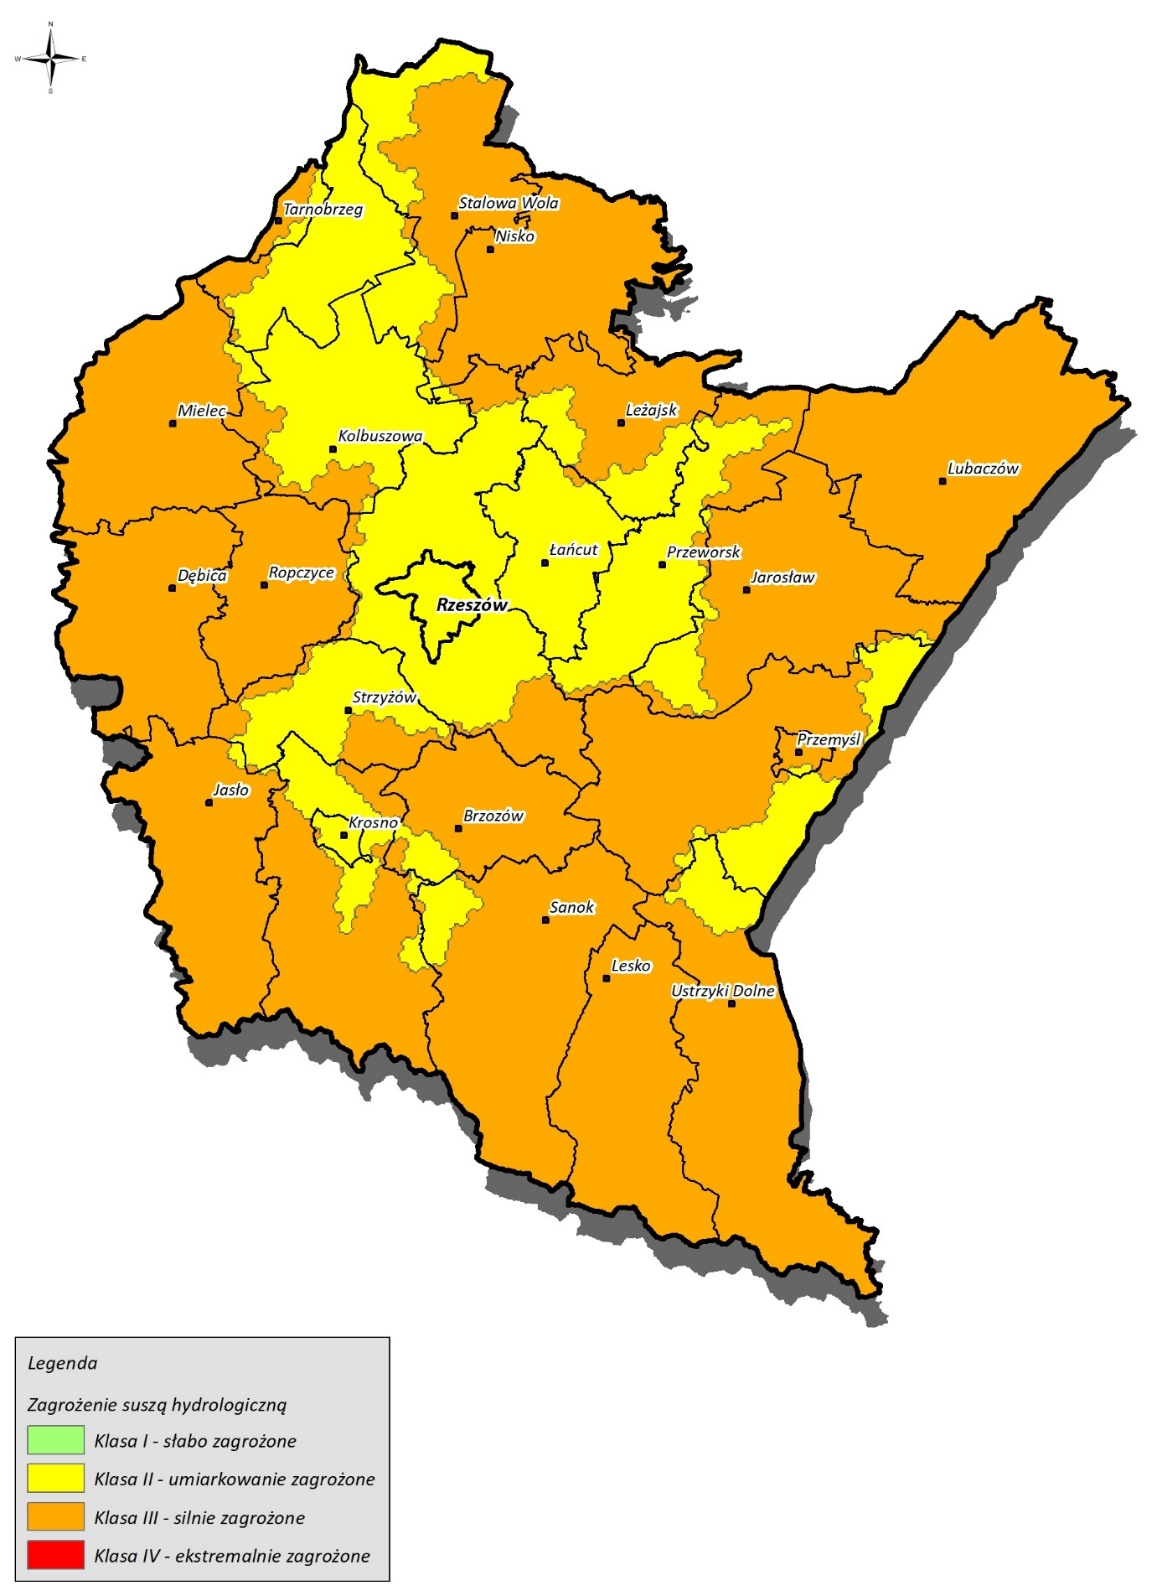 N
W E
S
Tarnobrzeg
Stalowa Wola
Nisko
Mielec
Leżajsk
Kolbuszowa
Lubaczów
Łańcut
Przeworsk
Dębica
Ropczyce
Jarosław
Rzeszów
Strzyżów
Przemyśl
Jasło
Krosno
Brzozów
Sanok
Lesko
Ustrzyki Dolne
Legenda
Zagrożenie suszą hydrologiczną
Klasa I - słabo zagrożone
Klasa II - umiarkowanie zagrożone
Klasa III - silnie zagrożone
Klasa IV - ekstremalnie zagrożone